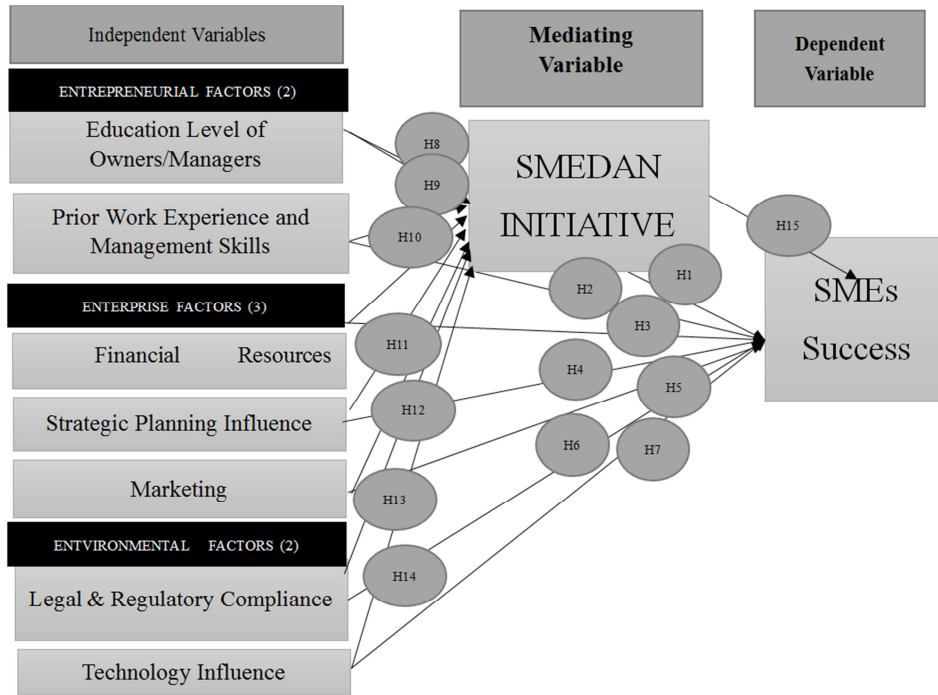 Independent Variables
Mediating
Variable
Dependent
Variable
ENTREPRENEURIAL FACTORS (2)
Education Level of
Owners/Managers
Prior Work Experience and
Management Skills
ENTERPRISE FACTORS (3)
Financial Resources
Strategic Planning Influence
Marketing
ENTVIRONMENTAL FACTORS (2)
Legal & Regulatory Compliance
Technology Influence
H8
H9
H10
H11
H12
H13
H14
SMEDAN
INITIATIVE
H15
H1
H2
H3
H4
H5
H6
H7
SMEs
Success